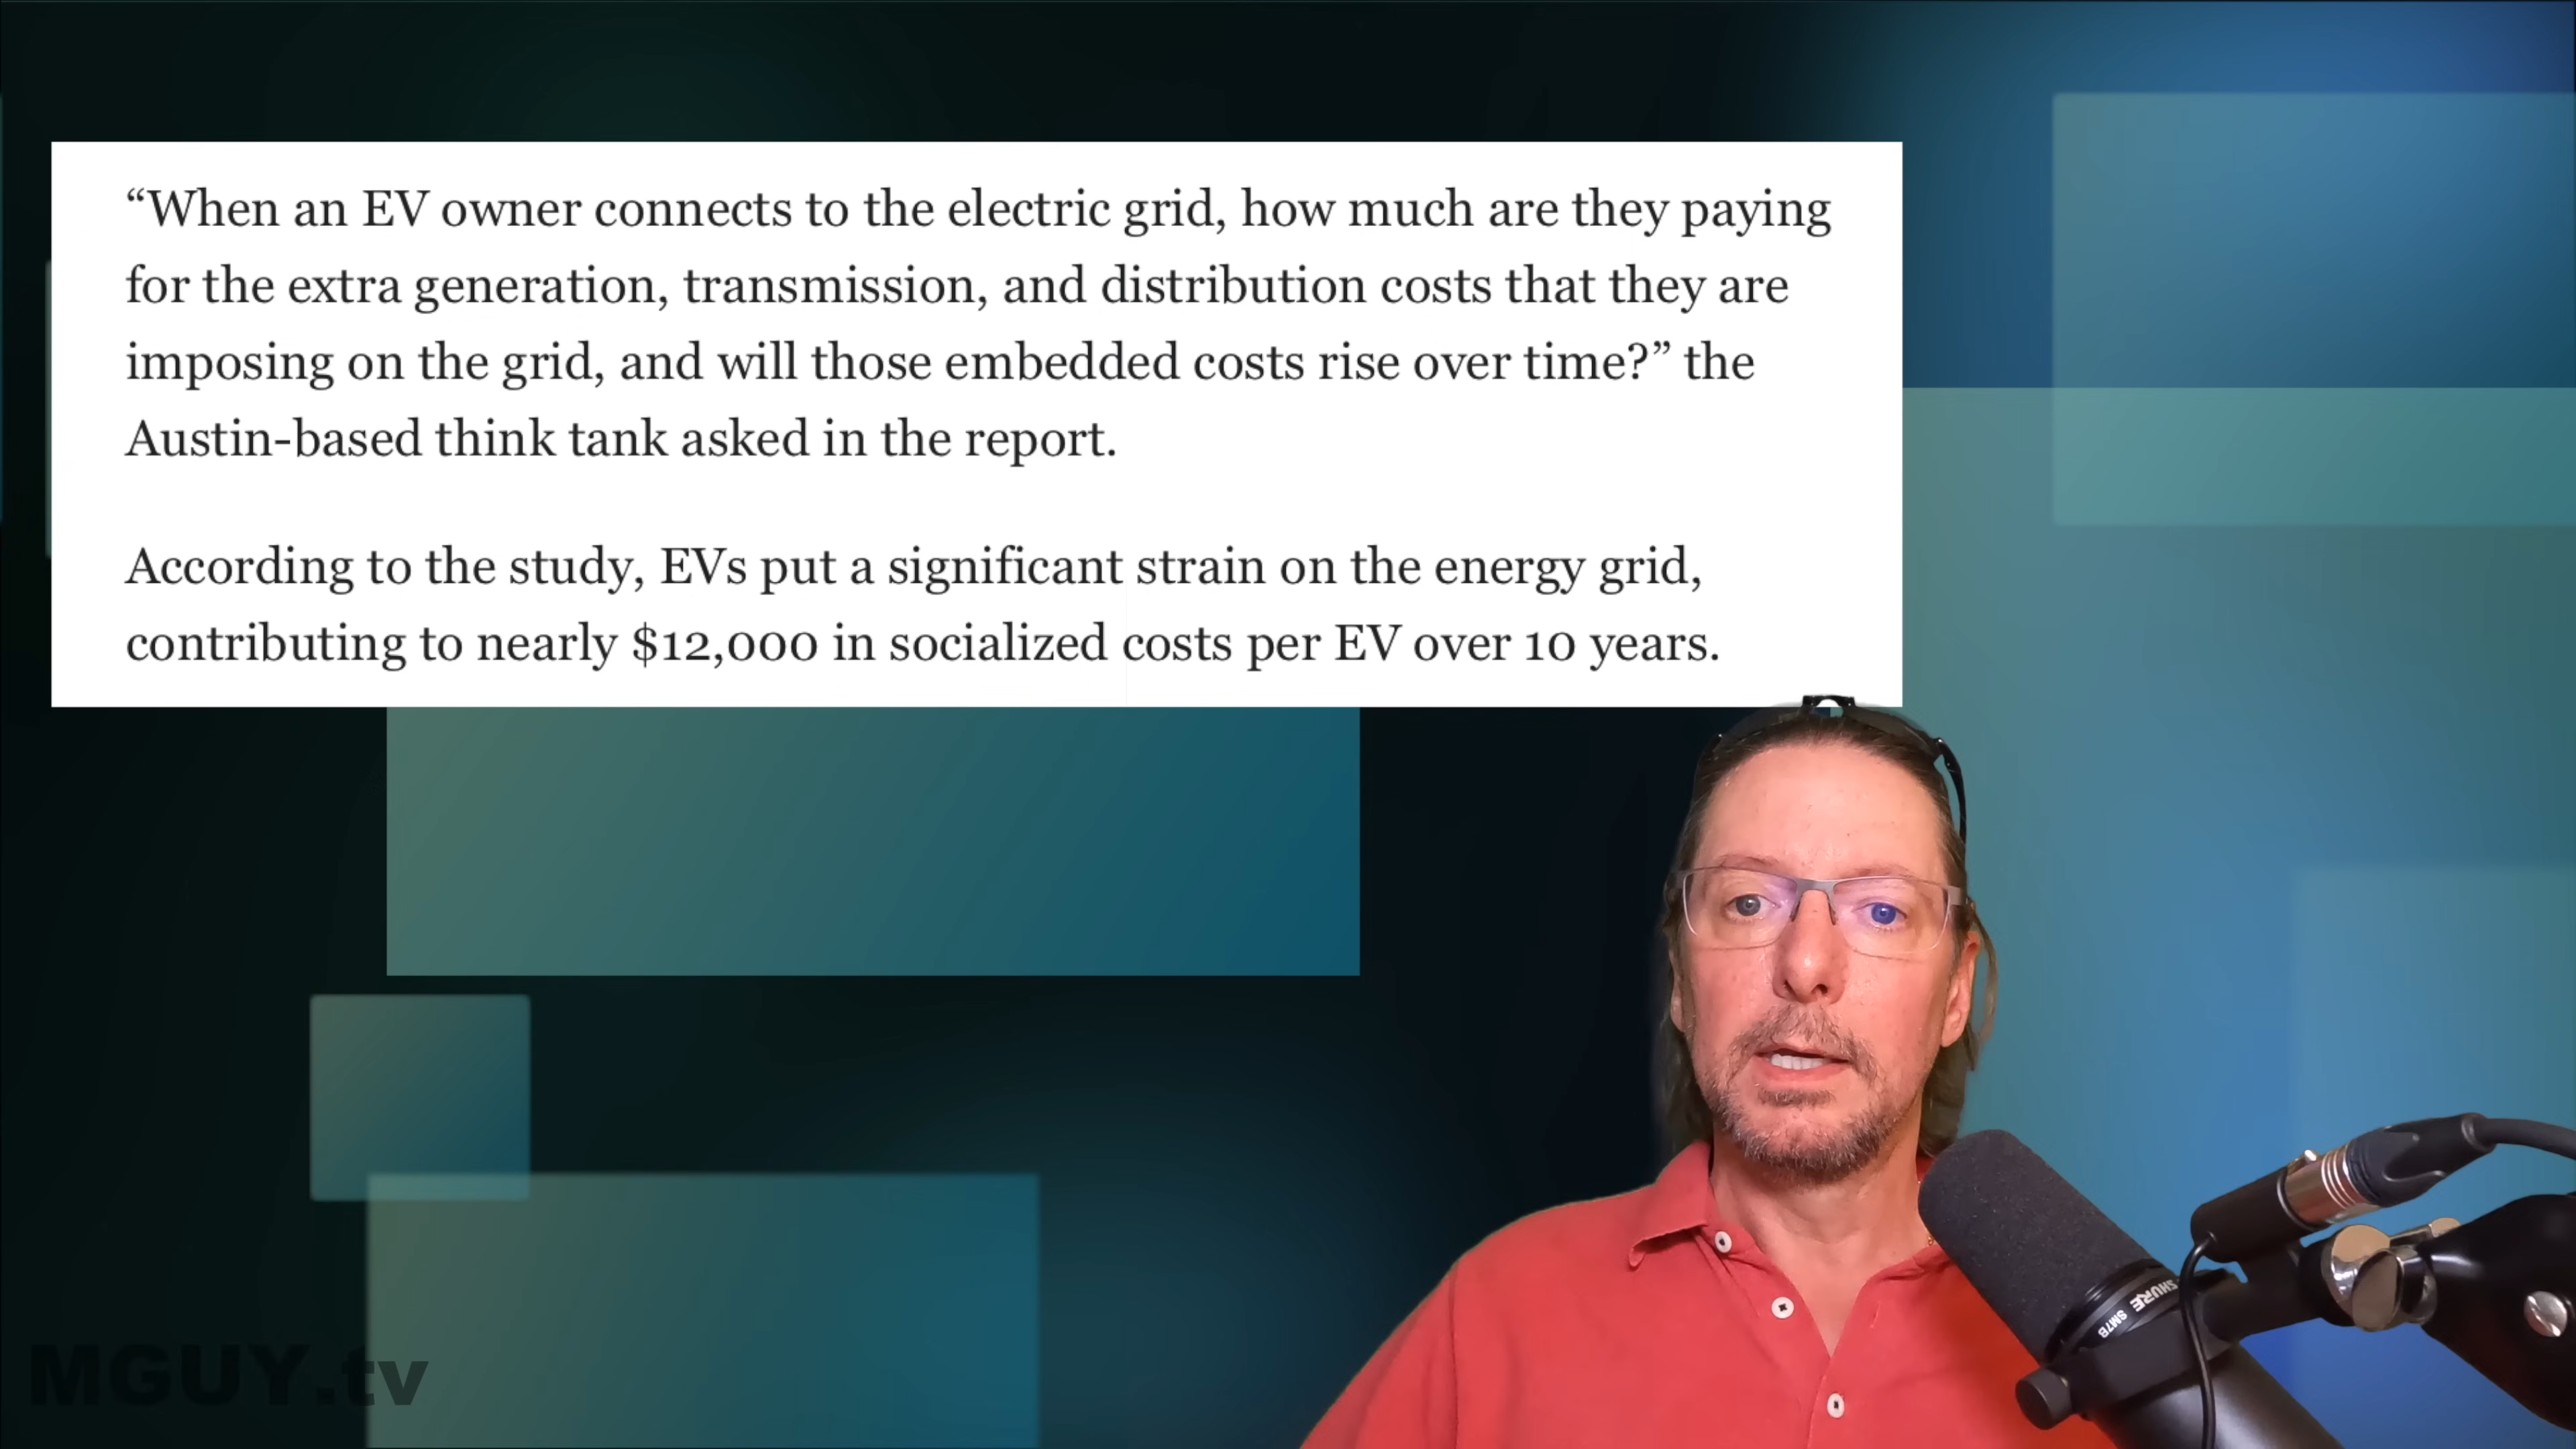 “When an EV owner connects to the electric grid, how much are they paying
for the extra generation, transmission, and distribution costs that they are
imposing on the grid, and will those embedded costs rise over time?” the
Austin-based think tank asked in the report.
According to the study, EVs put a significant strain on the energy grid,
contributing to nearly $12,000 in socialized costs per EV over 10 years.
SHURE
SM7B
MGUY.tv